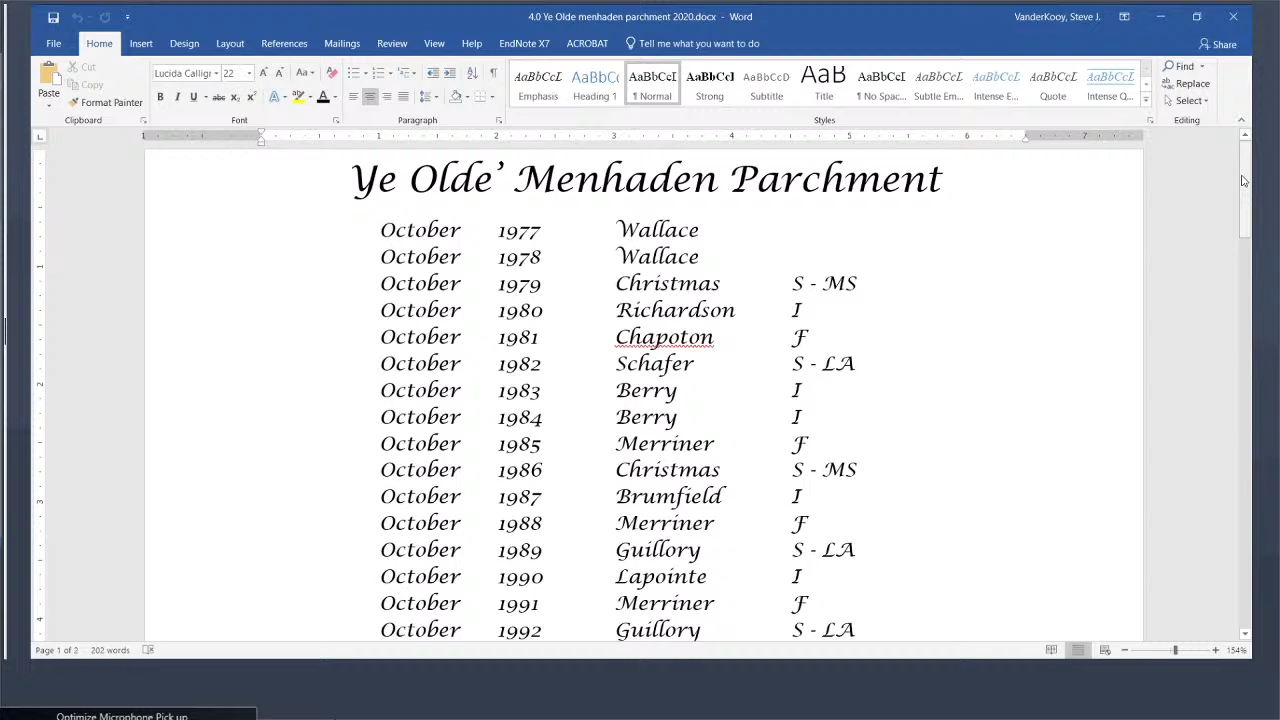 4.0 Ye Olde menhaden parchment 2020.docx - Word
VanderKooy, Steve J.
File Home Insert Design Layout References Mailings Review View Help EndNote X7 ACROBAT Tell me what you want to do Share
Paste
Cut
Copy
Format Painter
Clipboard
Lucida Calligr 22
Font
Paragraph
AaBbCcL Emphasis
AaBbC Heading 1
AaBbCcI ¶ Normal
AaBbCcI Strong
AaBbCcD Subtitle
AaB Title
AaBbCcI ¶ No Spac...
AaBbCcL Subtle Em...
AaBbCcL Intense E...
AaBbCcL Quote
AaBbCcL Intense Q...
Styles
Find
Replace
Select
Editing
Ye Olde’ Menhaden Parchment
October 1977 Wallace
October 1978 Wallace
October 1979 Christmas S - MS
October 1980 Richardson I
October 1981 Chapoton F
October 1982 Schafer S - LA
October 1983 Berry I
October 1984 Berry I
October 1985 Merriner F
October 1986 Christmas S - MS
October 1987 Brumfield I
October 1988 Merriner F
October 1989 Guillory S - LA
October 1990 Lapointe I
October 1991 Merriner F
October 1992 Guillory S - LA
Page 1 of 2 202 words 154%
Optimize Microphone Pick up